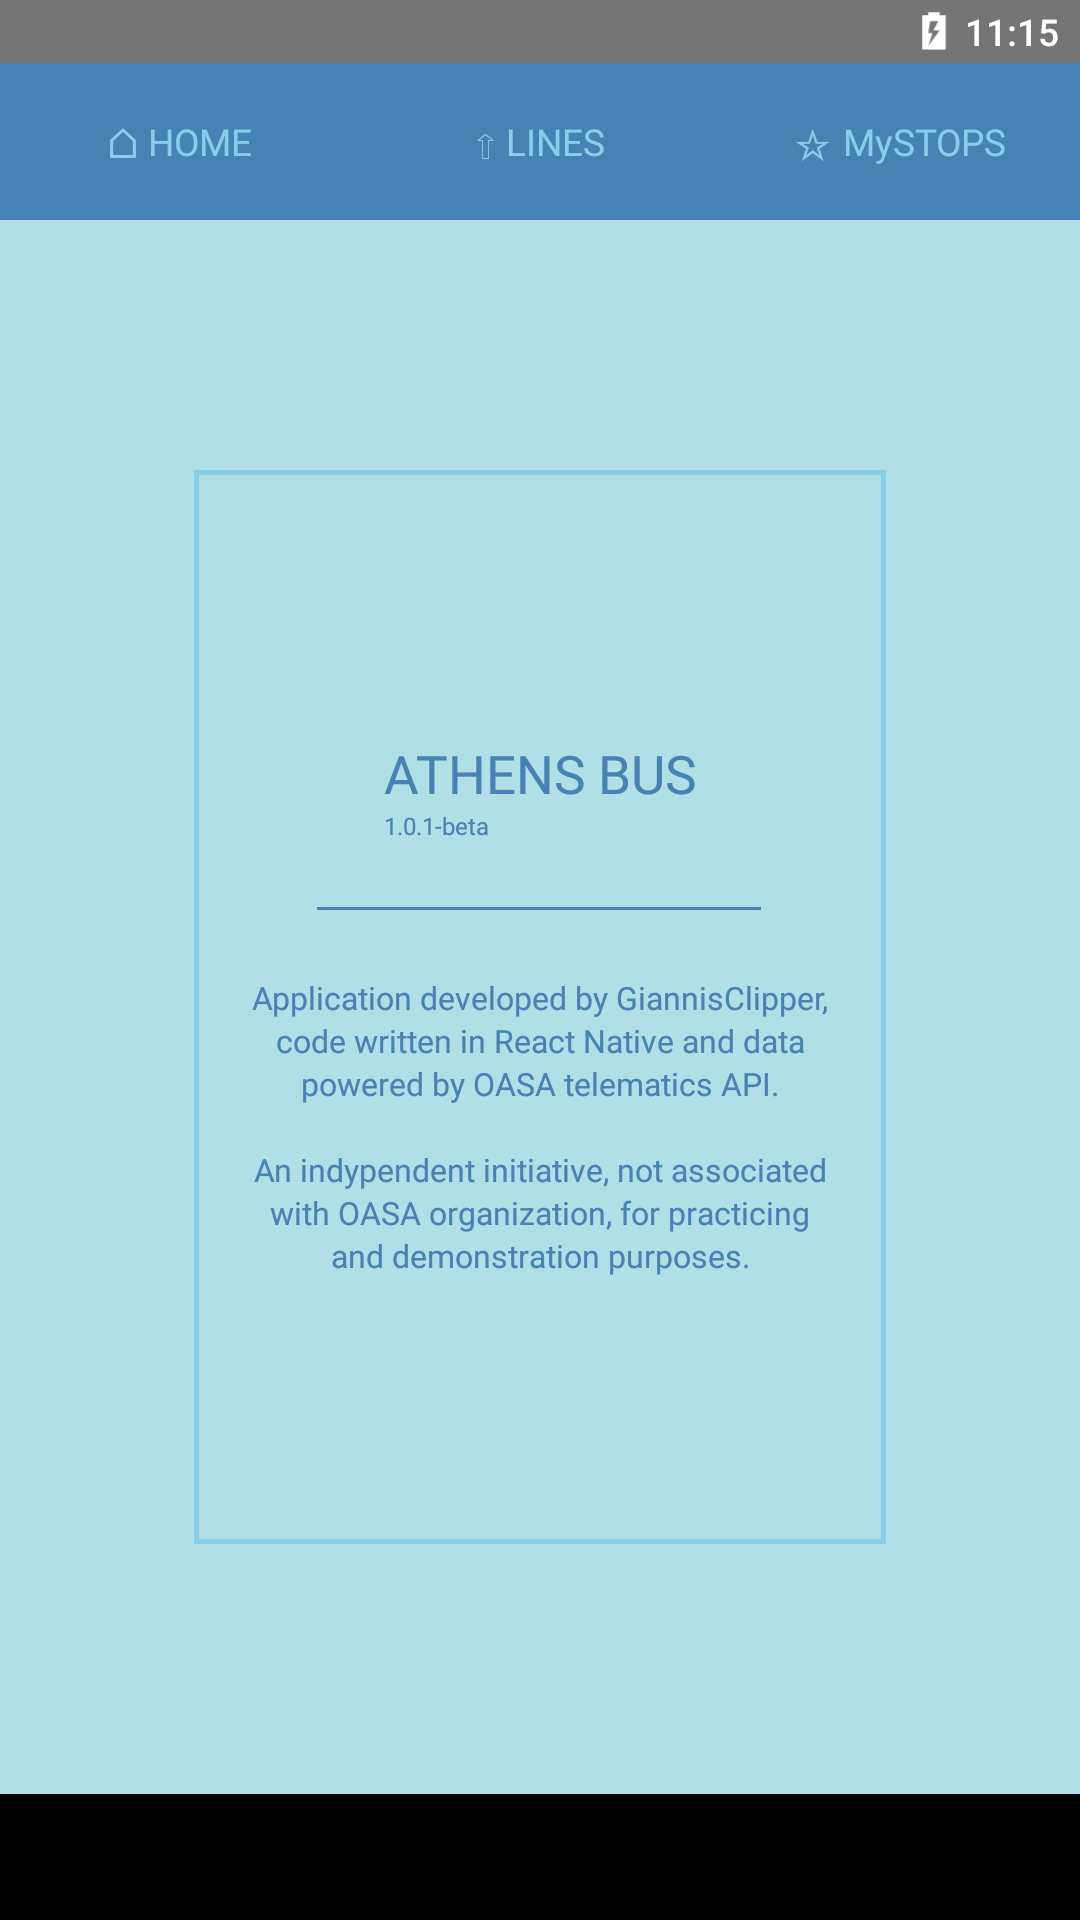 11:15
⌂ HOME ⇧ LINES ☆ MySTOPS
ATHENS BUS
1.0.1-beta
Application developed by GiannisClipper,
code written in React Native and data
powered by OASA telematics API.
An indypendent initiative, not associated
with OASA organization, for practicing
and demonstration purposes.